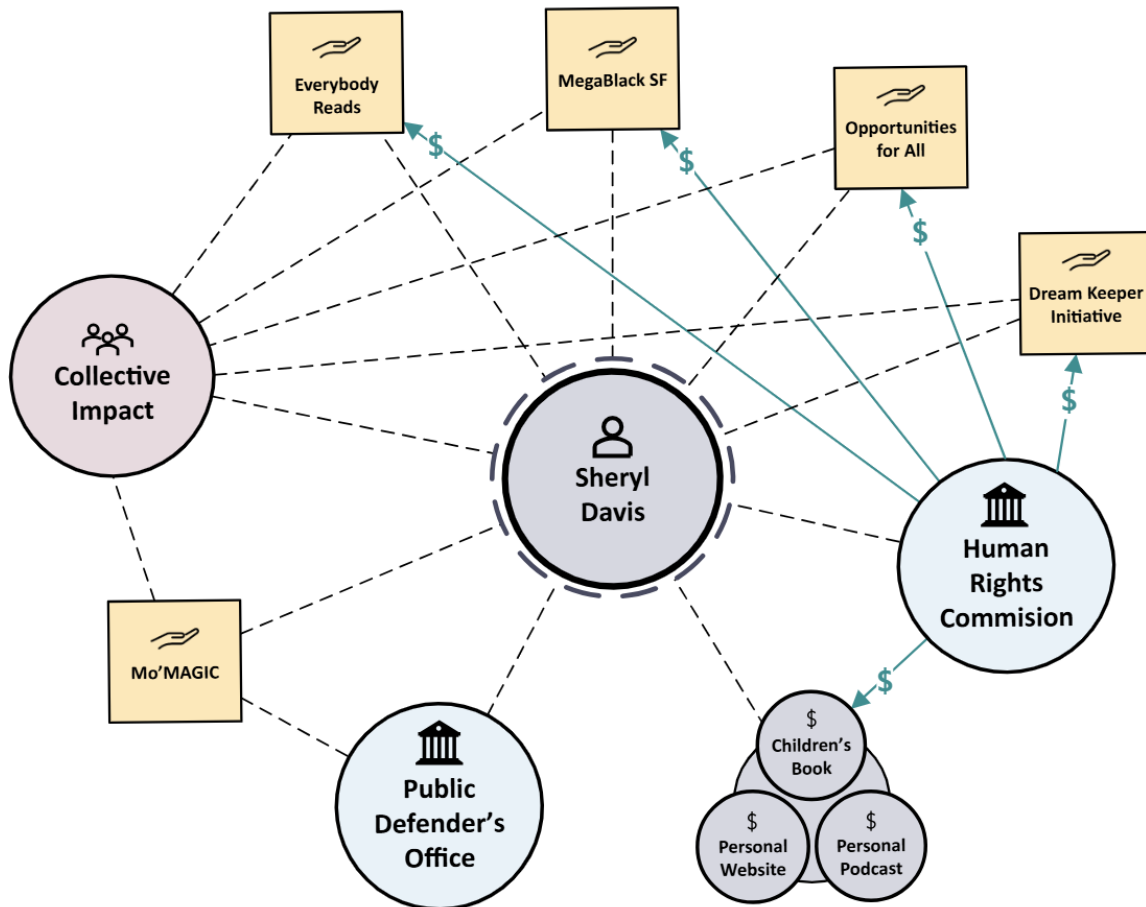 Everybody
Reads
MegaBlack SF
Opportunities
for All
$
$
$
Dream Keeper
Initiative
$
Collective
Impact
Sheryl
Davis
Human
Rights
Commision
Mo'MAGIC
$
Public
Defender's
Office
$
Children's
Book
$
Personal
Website
$
Personal
Podcast